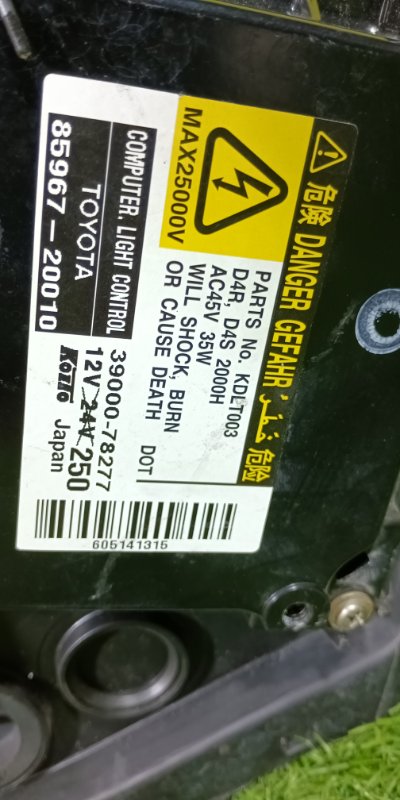 ⚠ 危険 DANGER GEFAHR خطر 危险
MAX25000V
PARTS No. KDLT003
D4R, D4S 2000H
AC45V 35W
WILL SHOCK, BURN
OR CAUSE DEATH DOT
COMPUTER, LIGHT CONTROL
TOYOTA
85967-20010
39000-78277
12V 24V 250
Koito Japan
605141315